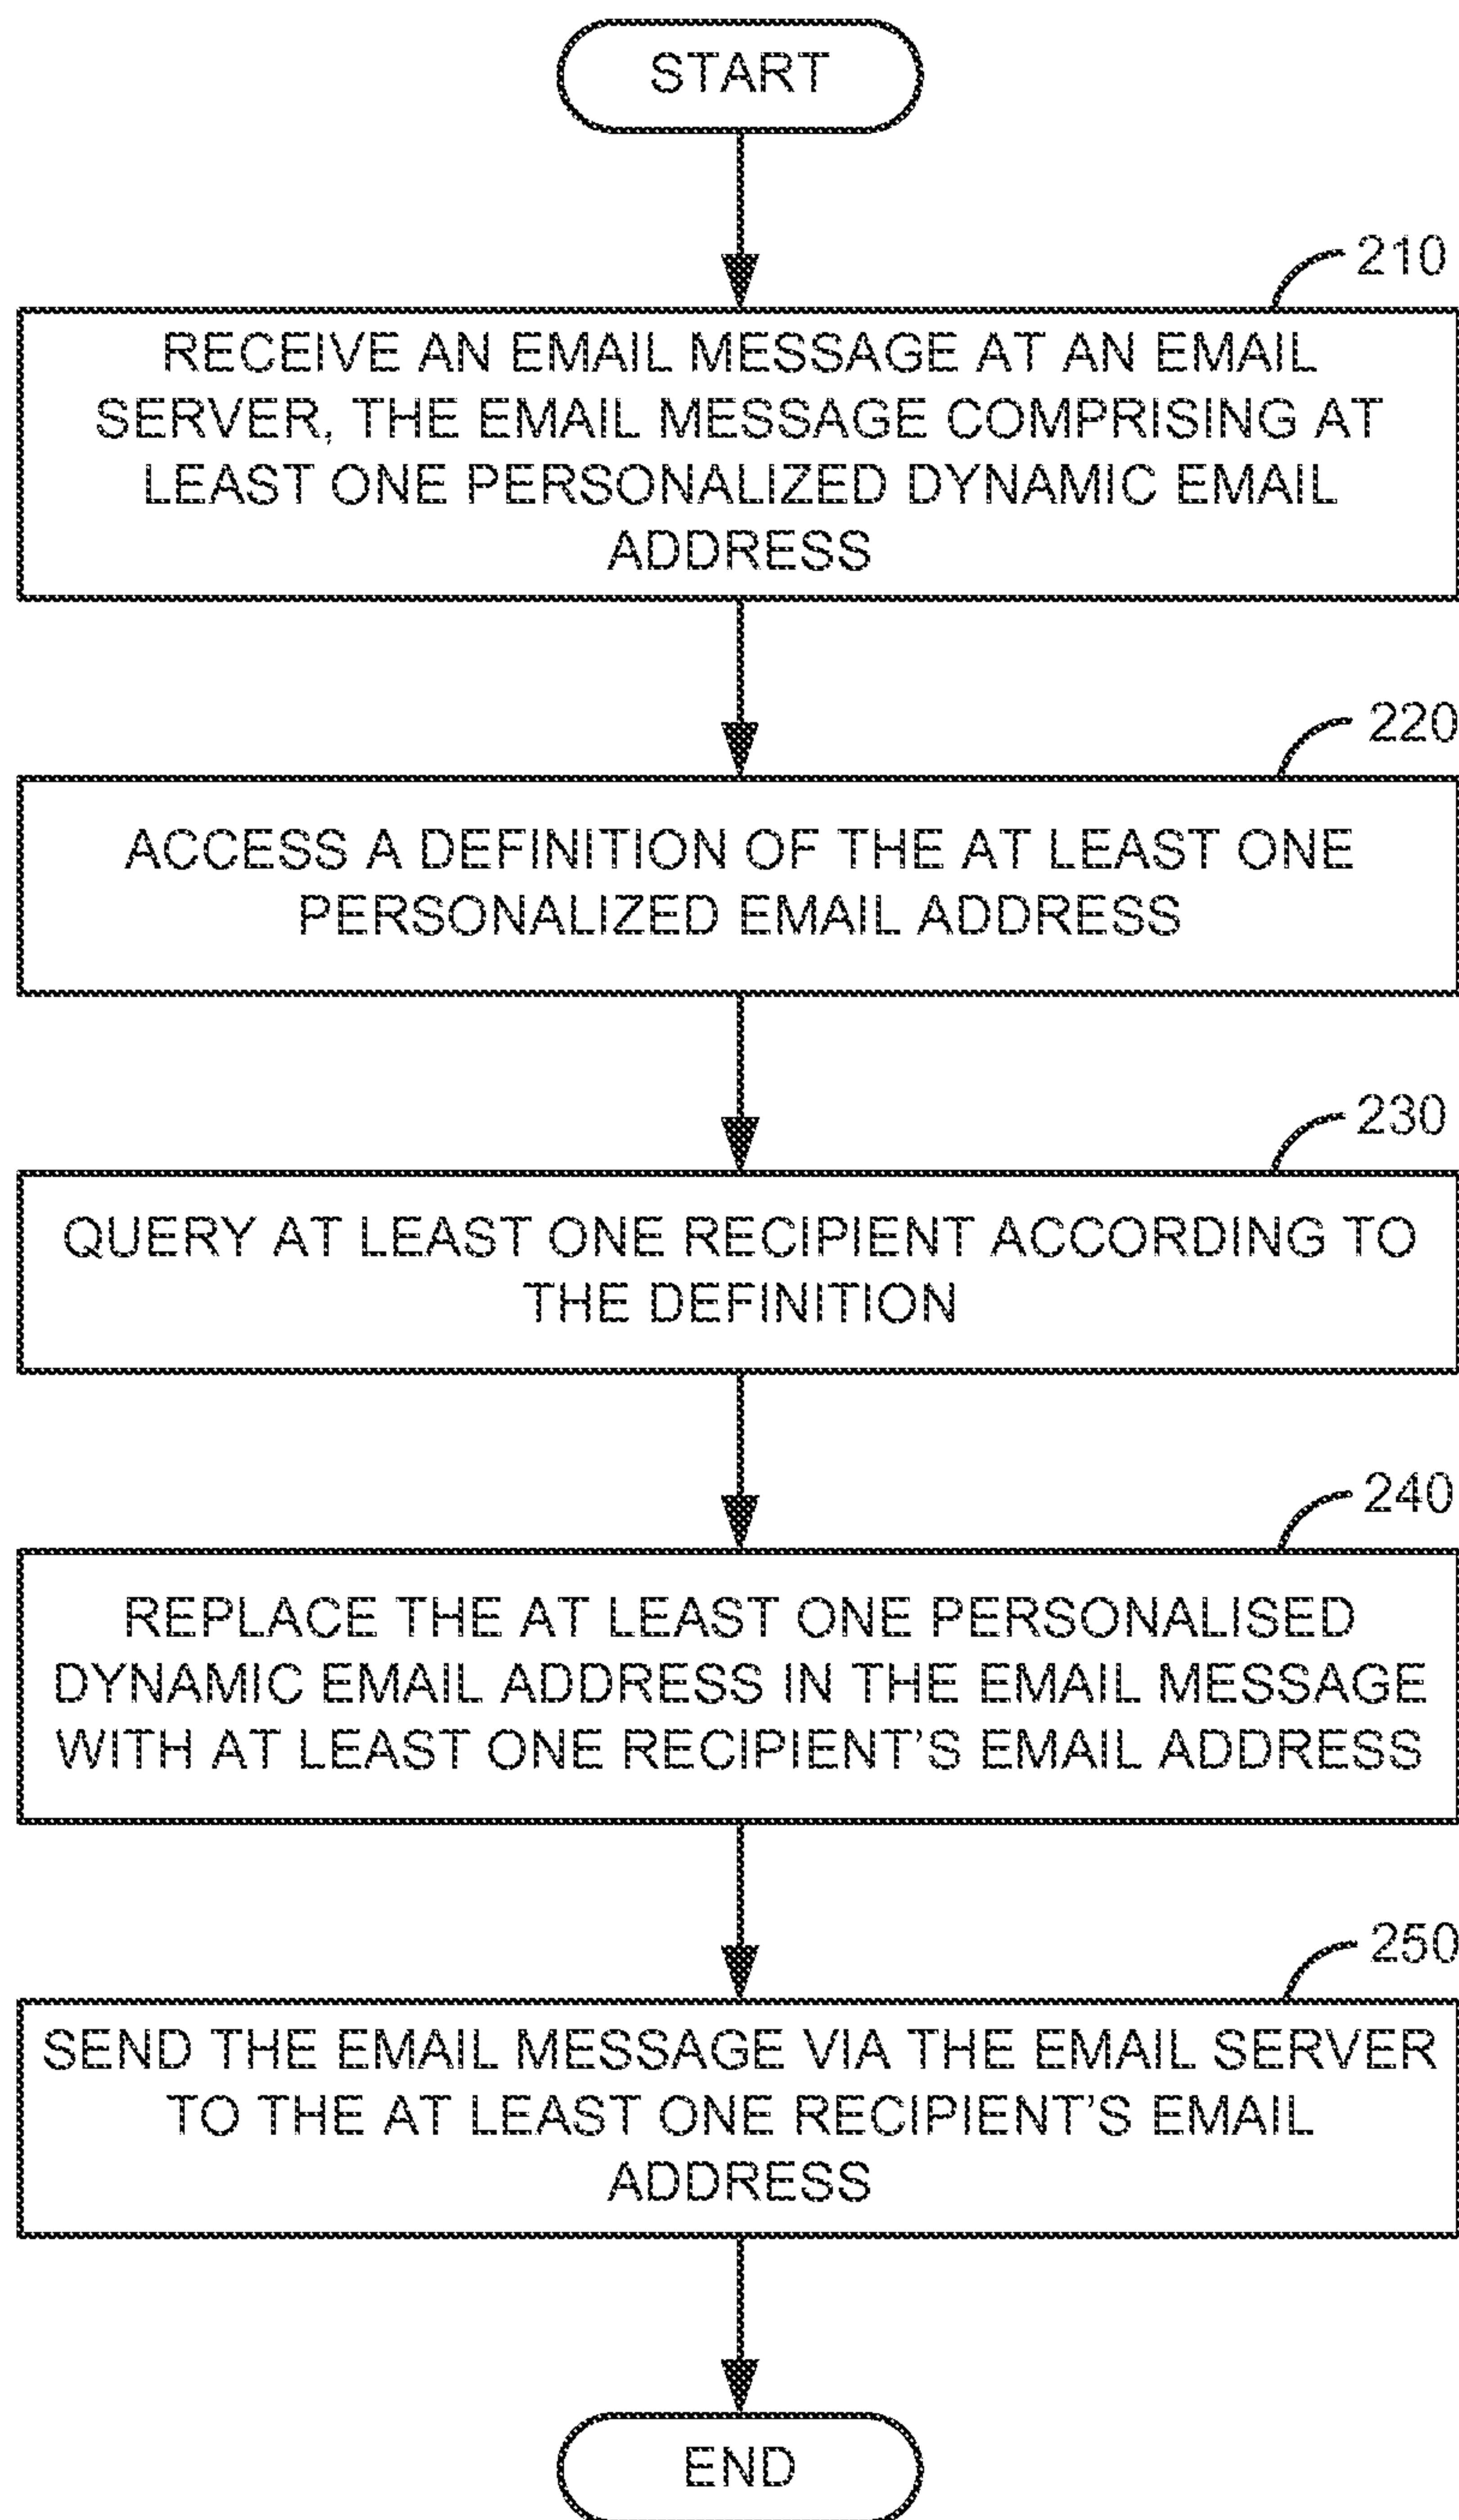 START
210
RECEIVE AN EMAIL MESSAGE AT AN EMAIL
SERVER, THE EMAIL MESSAGE COMPRISING AT
LEAST ONE PERSONALIZED DYNAMIC EMAIL
ADDRESS
220
ACCESS A DEFINITION OF THE AT LEAST ONE
PERSONALIZED EMAIL ADDRESS
230
QUERY AT LEAST ONE RECIPIENT ACCORDING TO
THE DEFINITION
240
REPLACE THE AT LEAST ONE PERSONALISED
DYNAMIC EMAIL ADDRESS IN THE EMAIL MESSAGE
WITH AT LEAST ONE RECIPIENT’S EMAIL ADDRESS
250
SEND THE EMAIL MESSAGE VIA THE EMAIL SERVER
TO THE AT LEAST ONE RECIPIENT’S EMAIL
ADDRESS
END